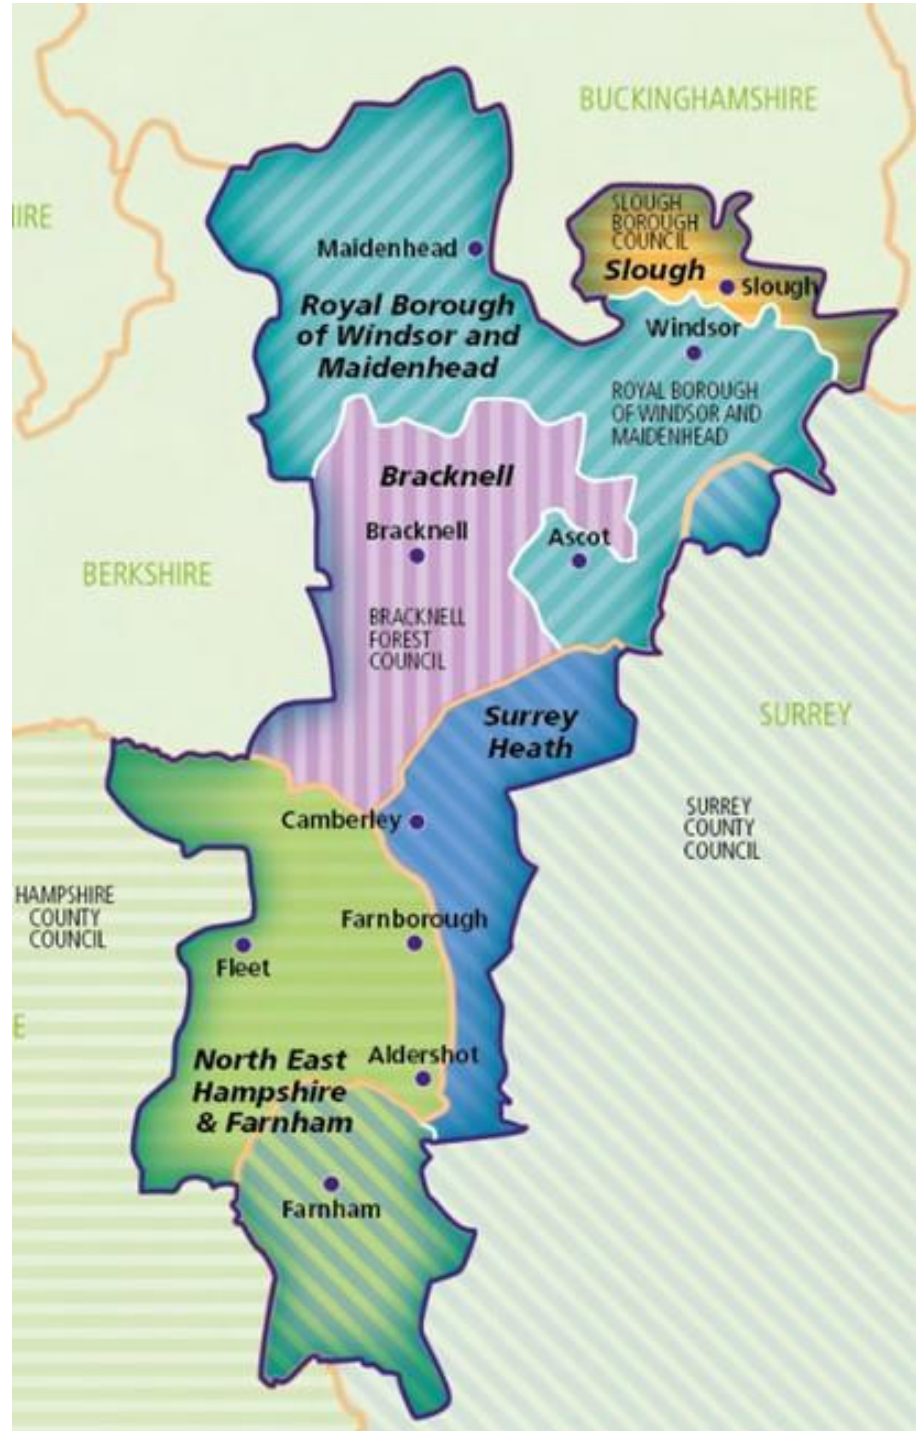 BUCKINGHAMSHIRE
IRE
SLOUGH
BOROUGH
COUNCIL
Slough
Slough
Maidenhead
Royal Borough
of Windsor and
Maidenhead
Windsor
ROYAL BOROUGH
OF WINDSOR AND
MAIDENHEAD
Bracknell
Bracknell
Ascot
BERKSHIRE
BRACKNELL
FOREST
COUNCIL
Surrey
Heath
SURREY
Camberley
SURREY
COUNTY
COUNCIL
HAMPSHIRE
COUNTY
COUNCIL
Farnborough
Fleet
E
North East
Hampshire
& Farnham
Aldershot
Farnham